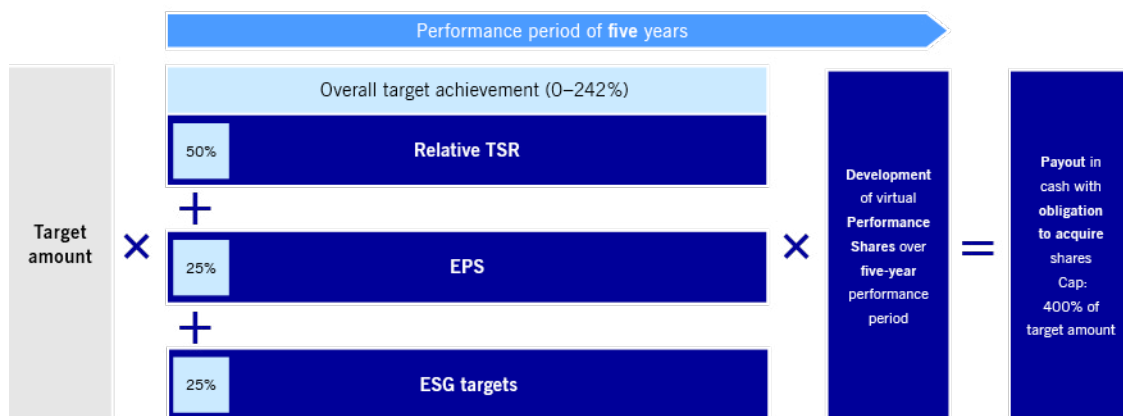 Performance period of five years
Overall target achievement (0–242%)
50%
Relative TSR
+
Target
amount
×
25%
EPS
+
25%
ESG targets
×
Development
of virtual
Performance
Shares over
five-year
performance
period
=
Payout in
cash with
obligation
to acquire
shares
Cap:
400% of
target amount